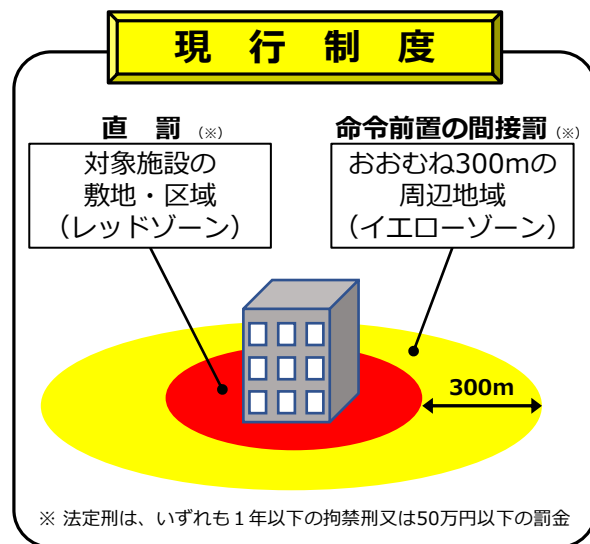 現行制度
直罰（※）
対象施設の
敷地・区域
（レッドゾーン）
命令前置の間接罰（※）
おおむね300mの
周辺地域
（イエローゾーン）
300m
※ 法定刑は、いずれも１年以下の拘禁刑又は50万円以下の罰金